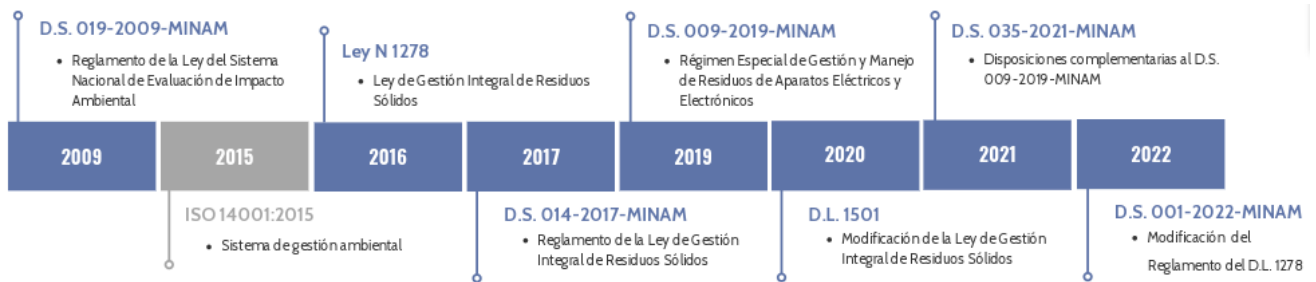 D.S. 019-2009-MINAM
• Reglamento de la Ley del Sistema
Nacional de Evaluación de Impacto
Ambiental
Ley N 1278
• Ley de Gestión Integral de Residuos
Sólidos
D.S. 009-2019-MINAM
• Régimen Especial de Gestión y Manejo
de Residuos de Aparatos Eléctricos y
Electrónicos
D.S. 035-2021-MINAM
• Disposiciones complementarias al D.S.
009-2019-MINAM
2009
2015
2016
2017
2019
2020
2021
2022
ISO 14001:2015
• Sistema de gestión ambiental
D.S. 014-2017-MINAM
• Reglamento de la Ley de Gestión
Integral de Residuos Sólidos
D.L. 1501
• Modificación de la Ley de Gestión
Integral de Residuos Sólidos
D.S. 001-2022-MINAM
• Modificación del
Reglamento del D.L. 1278